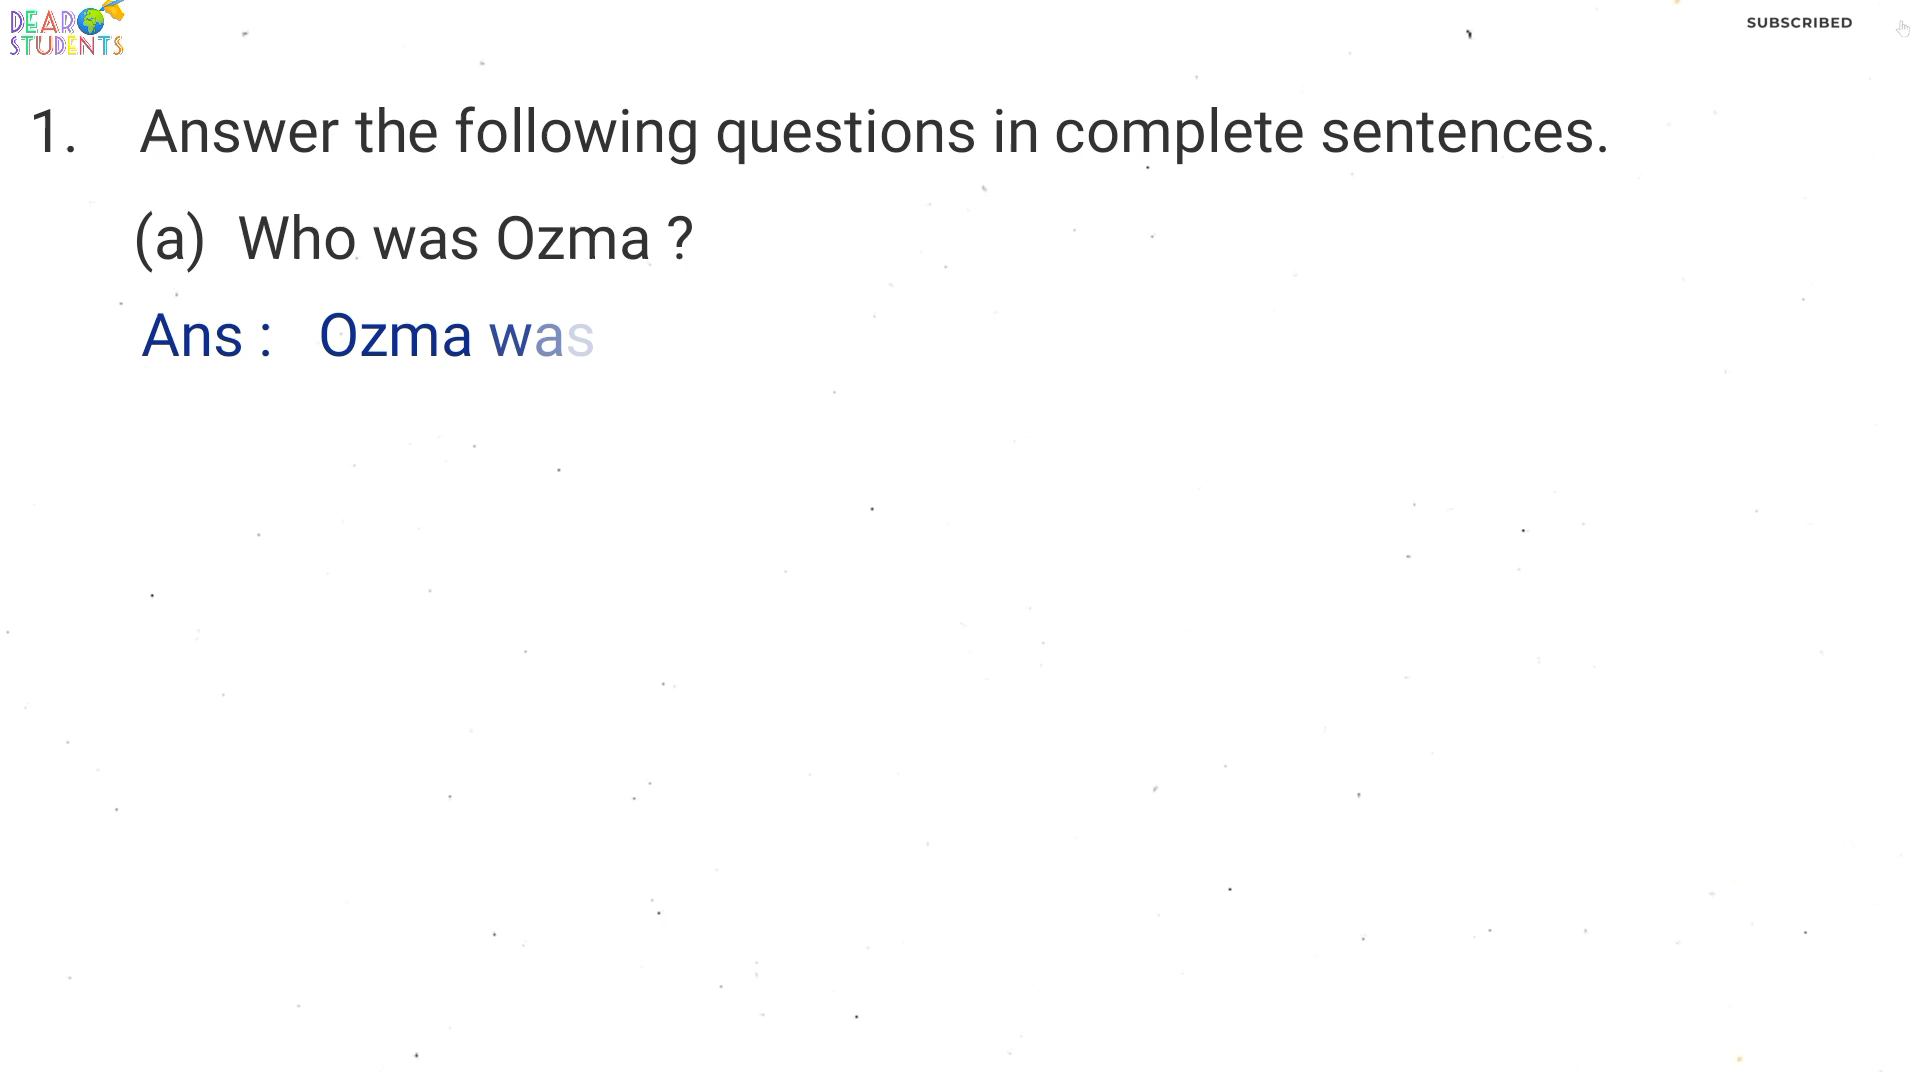 DEAR
STUDENTS
SUBSCRIBED
1. Answer the following questions in complete sentences.
(a) Who was Ozma ?
Ans : Ozma was